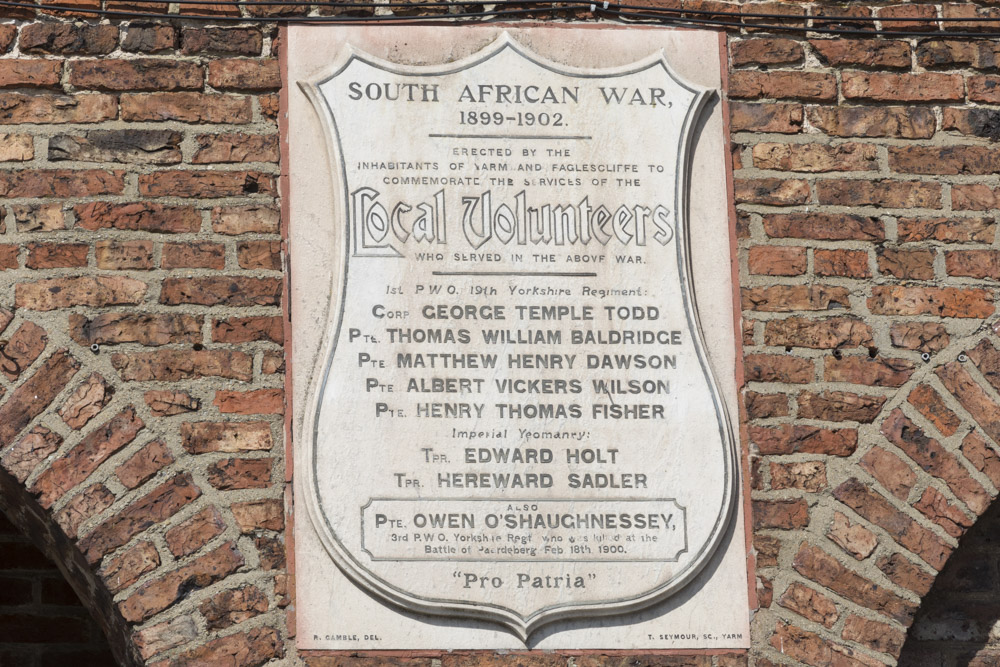 SOUTH AFRICAN WAR,
1899-1902.
ERECTED BY THE
INHABITANTS OF YARM AND EAGLESCLIFFE TO
COMMEMORATE THE SERVICES OF THE
Local Volunteers
WHO SERVED IN THE ABOVE WAR.
1st P.W.O. 19th Yorkshire Regiment:
Corp GEORGE TEMPLE TODD
Pte. THOMAS WILLIAM BALDRIDGE
Pte MATTHEW HENRY DAWSON
Pte ALBERT VICKERS WILSON
Pte. HENRY THOMAS FISHER
Imperial Yeomanry:
Tpr. EDWARD HOLT
Tpr. HEREWARD SADLER
ALSO
Pte. OWEN O'SHAUGHNESSEY,
3rd P.W.O. Yorkshire Regt. who was killed at the
Battle of Paardeberg Feb 18th 1900.
"Pro Patria"
R. GAMBLE, DEL.
T. SEYMOUR, SC., YARM